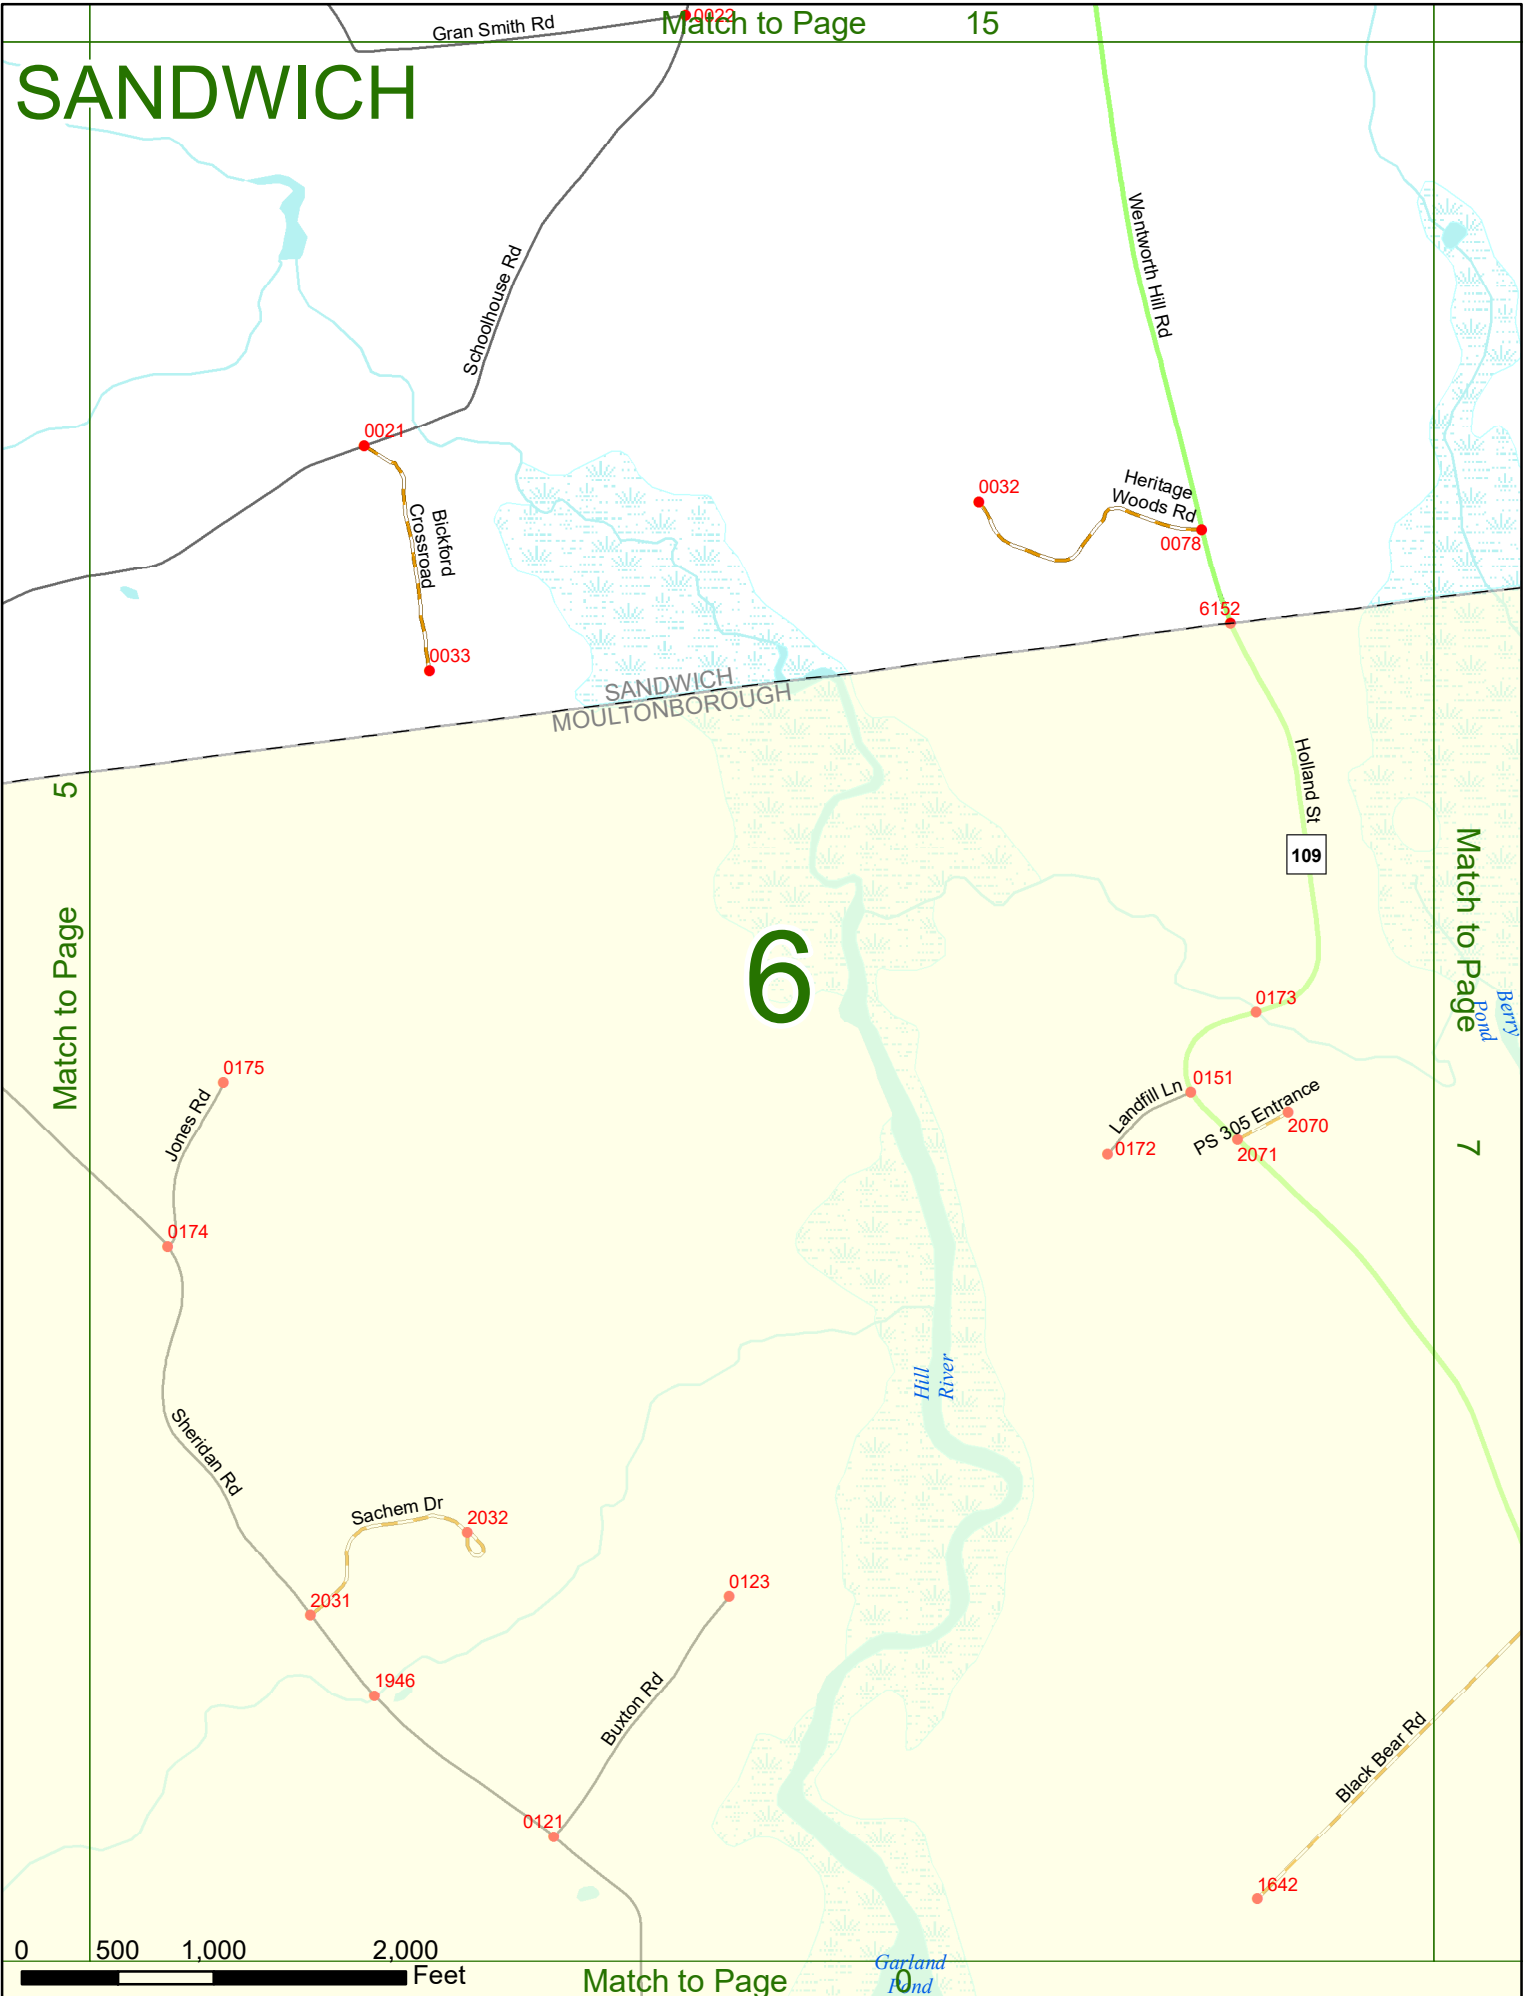 0022
Gran Smith Rd
Match to Page 15
SANDWICH
Wentworth Hill Rd
Schoolhouse Rd
0021
Bickford
Crossroad
0032
Heritage
Woods Rd
0078
6152
0033
SANDWICH
MOULTONBOROUGH
Holland St
109
5
Match to Page
6
Match to Page
7
Berry
Pond
0173
0175
Jones Rd
0151
Landfill Ln
PS 305 Entrance
2070
2071
0172
0174
Hill
River
Sheridan Rd
Sachem Dr
2032
2031
0123
1946
Buxton Rd
Black Bear Rd
0121
1642
0 500 1,000 2,000
Feet
Match to Page 0
Garland
Pond